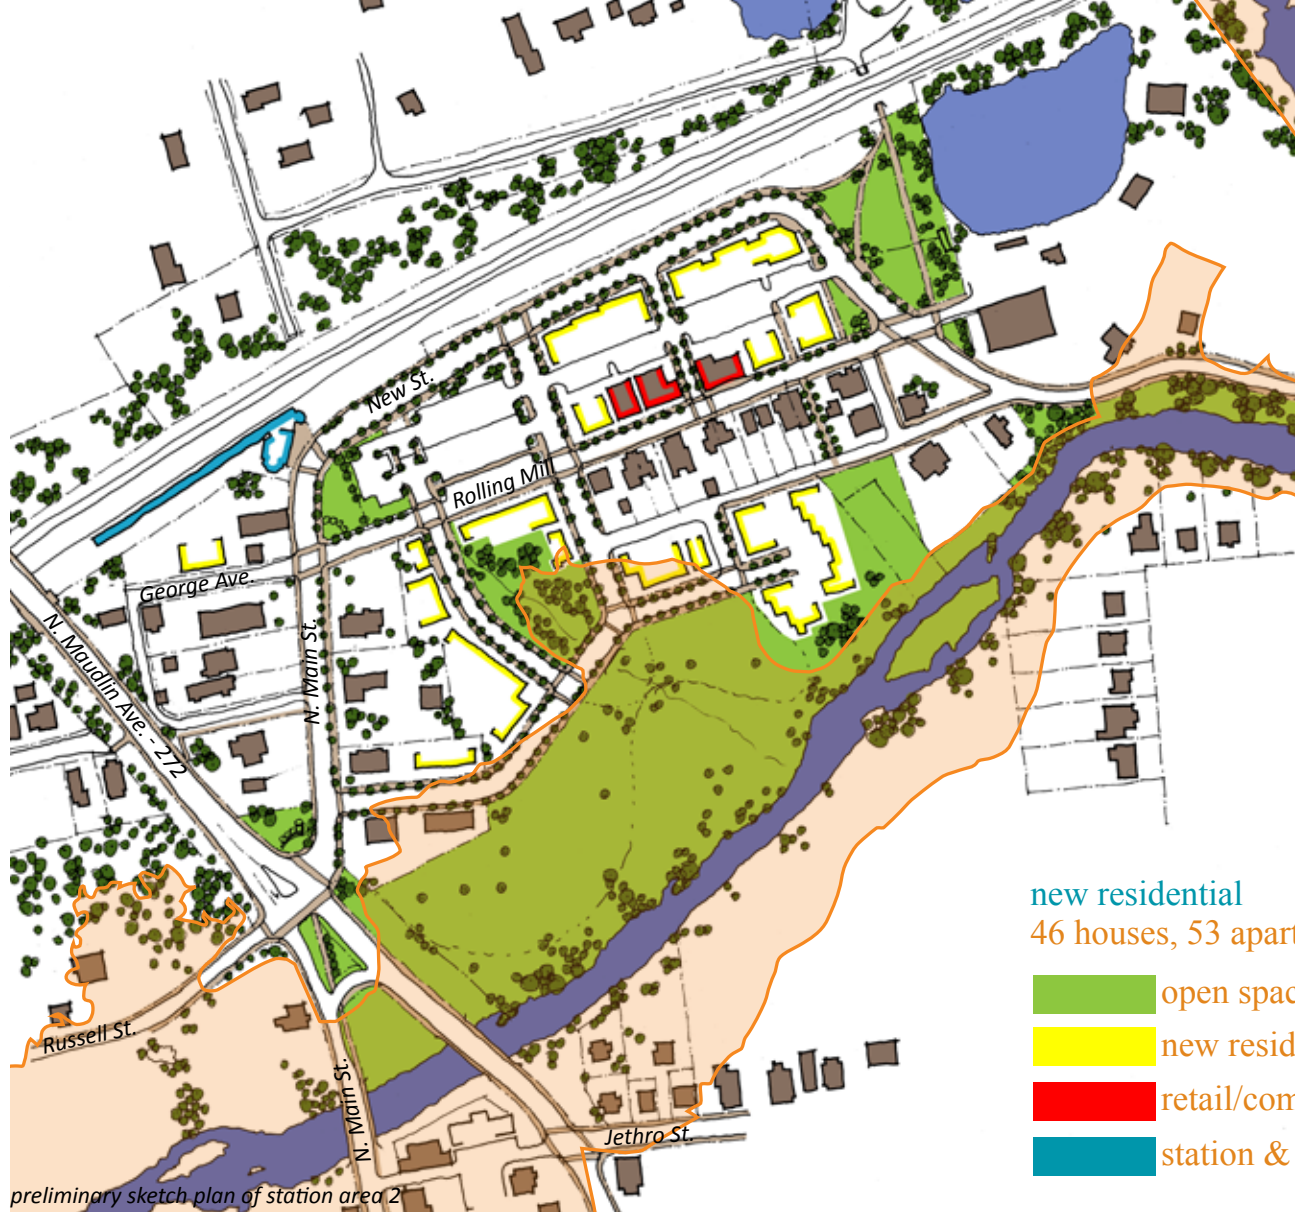 New St.
Rolling Mill
George Ave.
N. Main St.
N. Maudlin Ave. - 272
new residential
46 houses, 53 apart
open spac
new resid
retail/com
station &
Russell St.
N. Main St.
Jethro St.
preliminary sketch plan of station area 2